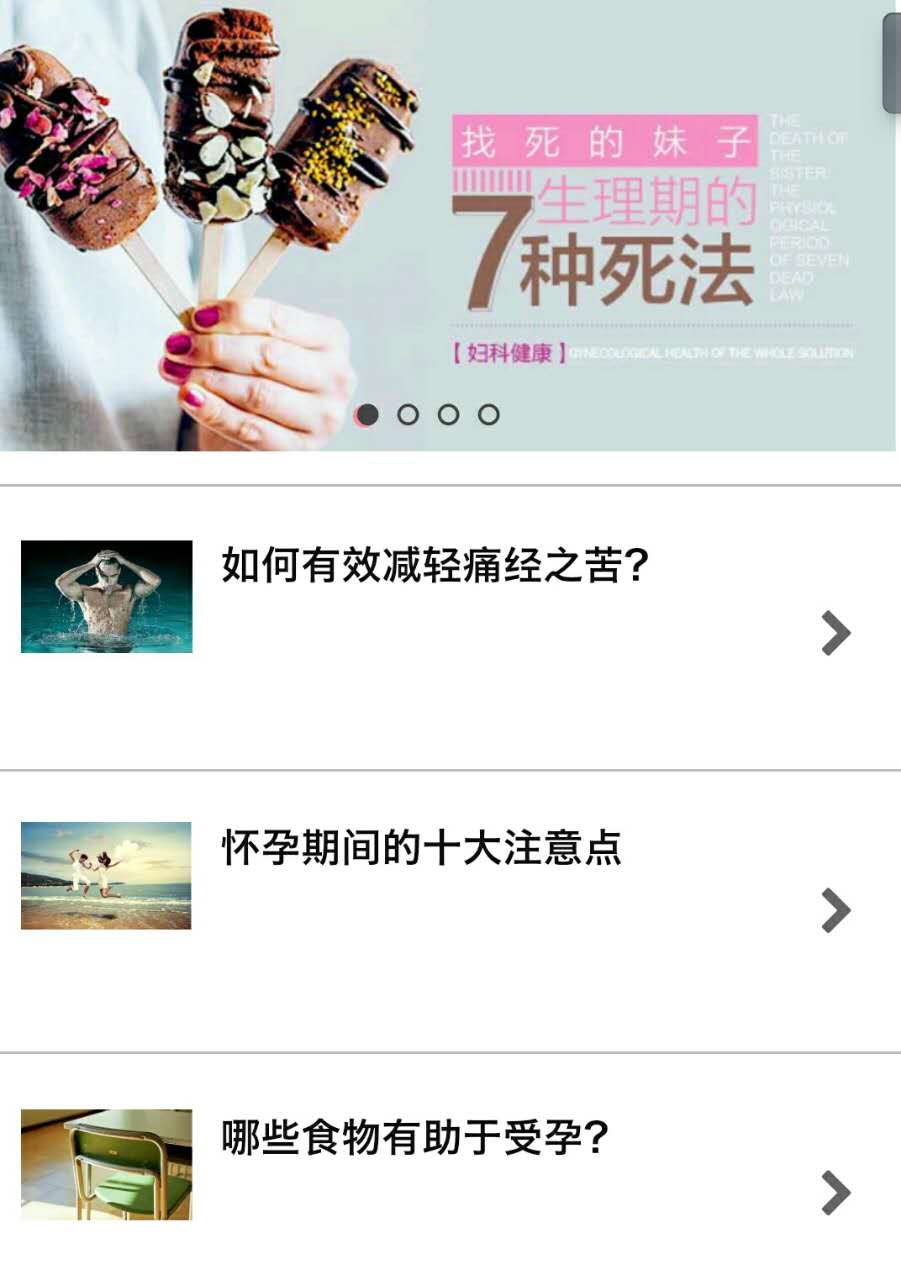 找死的妹子
生理期的
7种死法
THE
DEATH OF
THE
SISTER:
THE
PHYSIOL
OGICAL
PERIOD
OF SEVEN
DEAD
LAW
【妇科健康】GYNECOLOGICAL HEALTH OF THE WHOLE SOLUTION
如何有效减轻痛经之苦?
怀孕期间的十大注意点
哪些食物有助于受孕?